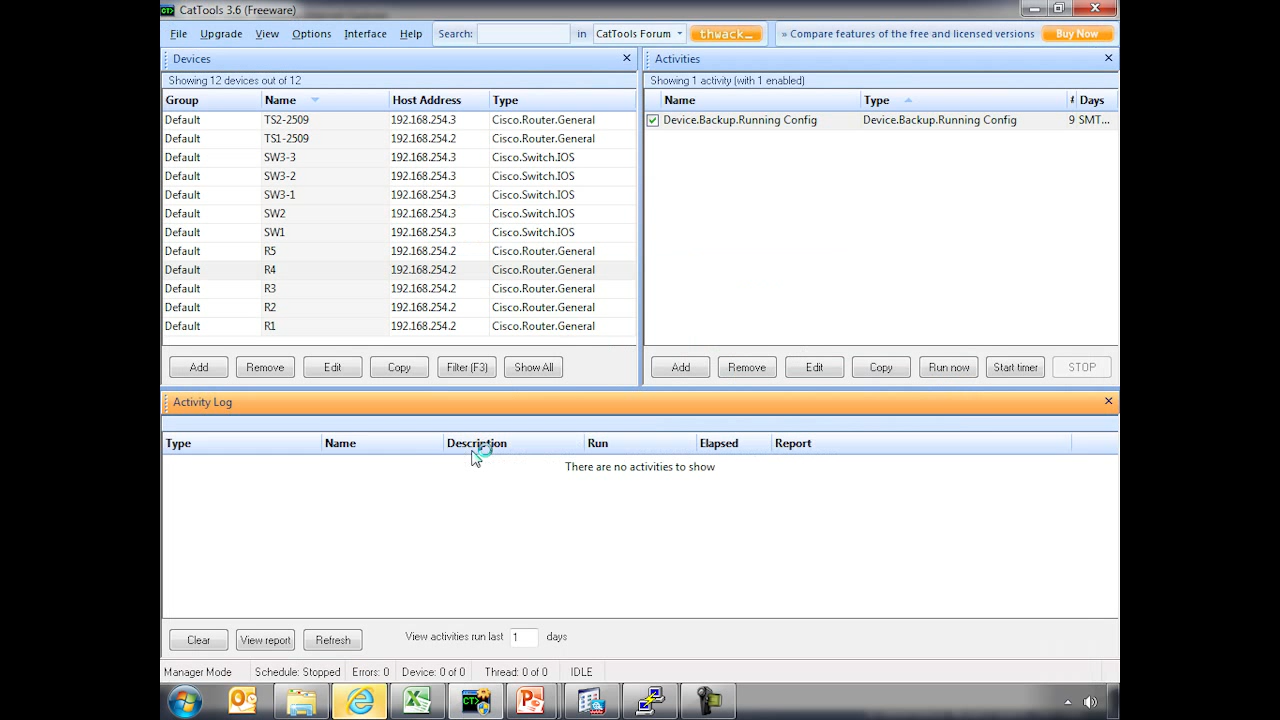 CatTools 3.6 (Freeware)
File Upgrade View Options Interface Help Search: in CatTools Forum thwack_ » Compare features of the free and licensed versions Buy Now
Devices
Showing 12 devices out of 12
Group Name Host Address Type
Default TS2-2509 192.168.254.3 Cisco.Router.General
Default TS1-2509 192.168.254.3 Cisco.Router.General
Default SW3-3 192.168.254.3 Cisco.Switch.IOS
Default SW3-2 192.168.254.3 Cisco.Switch.IOS
Default SW3-1 192.168.254.3 Cisco.Switch.IOS
Default SW2 192.168.254.3 Cisco.Switch.IOS
Default SW1 192.168.254.3 Cisco.Switch.IOS
Default R5 192.168.254.2 Cisco.Router.General
Default R4 192.168.254.2 Cisco.Router.General
Default R3 192.168.254.2 Cisco.Router.General
Default R2 192.168.254.2 Cisco.Router.General
Default R1 192.168.254.2 Cisco.Router.General
Add Remove Edit Copy Filter (F3) Show All
Activities
Showing 1 activity (with 1 enabled)
Name Type # Days
Device.Backup.Running Config Device.Backup.Running Config 9 SMT...
Add Remove Edit Copy Run now Start timer STOP
Activity Log
Type Name Description Run Elapsed Report
There are no activities to show
Clear View report Refresh View activities run last 1 days
Manager Mode Schedule: Stopped Errors: 0 Device: 0 of 0 Thread: 0 of 0 IDLE